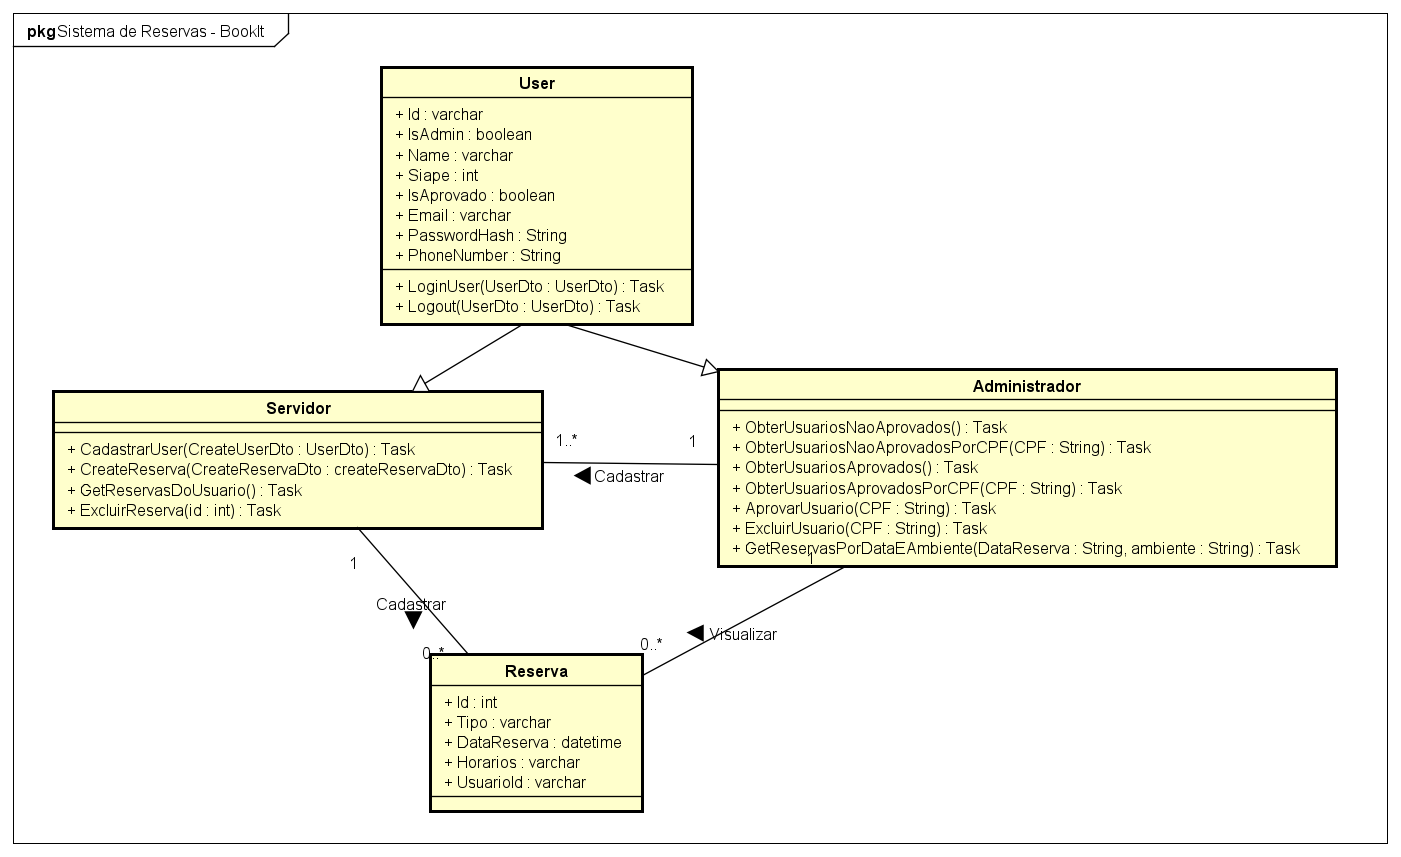 pkg Sistema de Reservas - BookIt
User
+ Id : varchar
+ IsAdmin : boolean
+ Name : varchar
+ Siape : int
+ IsAprovado : boolean
+ Email : varchar
+ PasswordHash : String
+ PhoneNumber : String
+ LoginUser(UserDto : UserDto) : Task
+ Logout(UserDto : UserDto) : Task
Servidor
+ CadastrarUser(CreateUserDto : UserDto) : Task
+ CreateReserva(CreateReservaDto : createReservaDto) : Task
+ GetReservasDoUsuario() : Task
+ ExcluirReserva(id : int) : Task
1..*
1
Cadastrar
Administrador
+ ObterUsuariosNaoAprovados() : Task
+ ObterUsuariosNaoAprovadosPorCPF(CPF : String) : Task
+ ObterUsuariosAprovados() : Task
+ ObterUsuariosAprovadosPorCPF(CPF : String) : Task
+ AprovarUsuario(CPF : String) : Task
+ ExcluirUsuario(CPF : String) : Task
+ GetReservasPorDataEAmbiente(DataReserva : String, ambiente : String) : Task
1
1
Cadastrar
0..*
0..*
Visualizar
Reserva
+ Id : int
+ Tipo : varchar
+ DataReserva : datetime
+ Horarios : varchar
+ UsuarioId : varchar